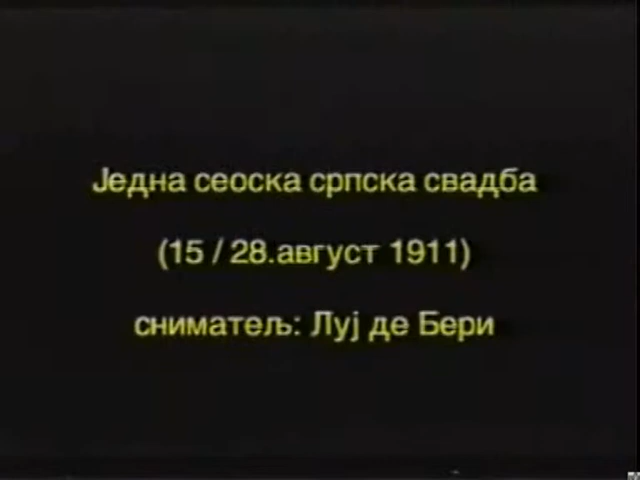 Једна сеоска српска свадба
(15 / 28.август 1911)
сниматељ: Луј де Бери